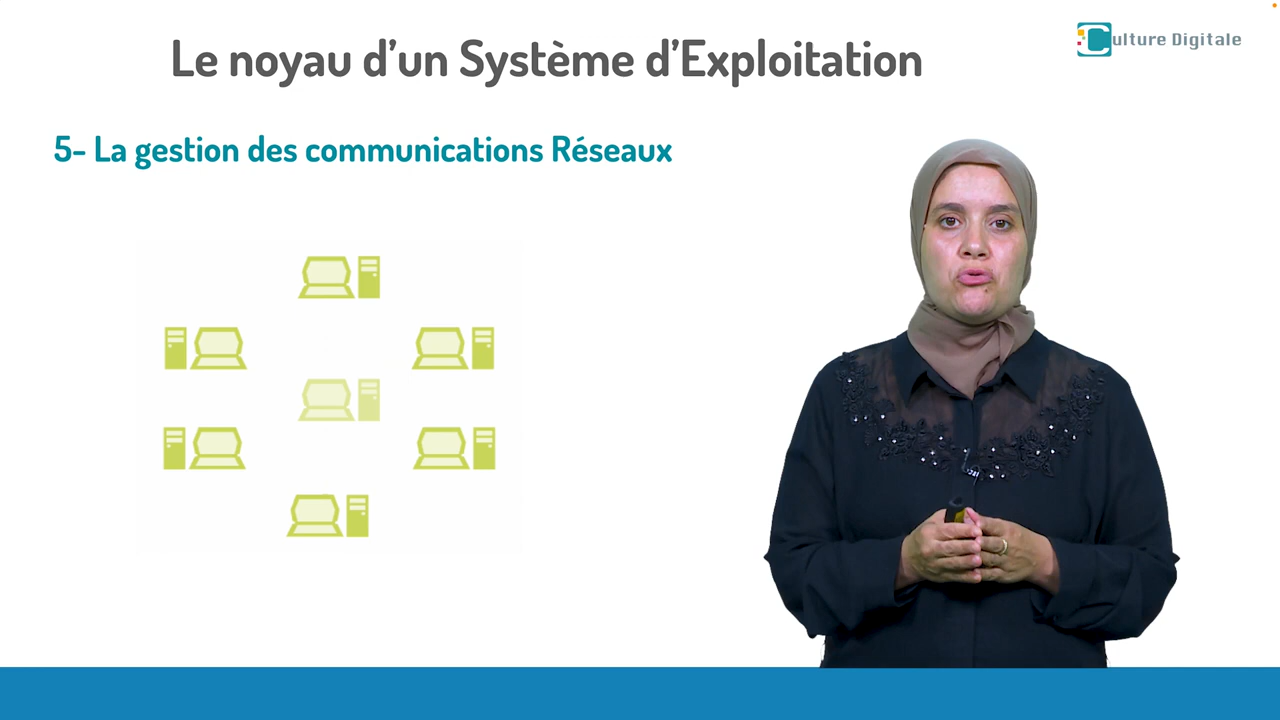 Le noyau d’un Système d’Exploitation
Culture Digitale
5- La gestion des communications Réseaux